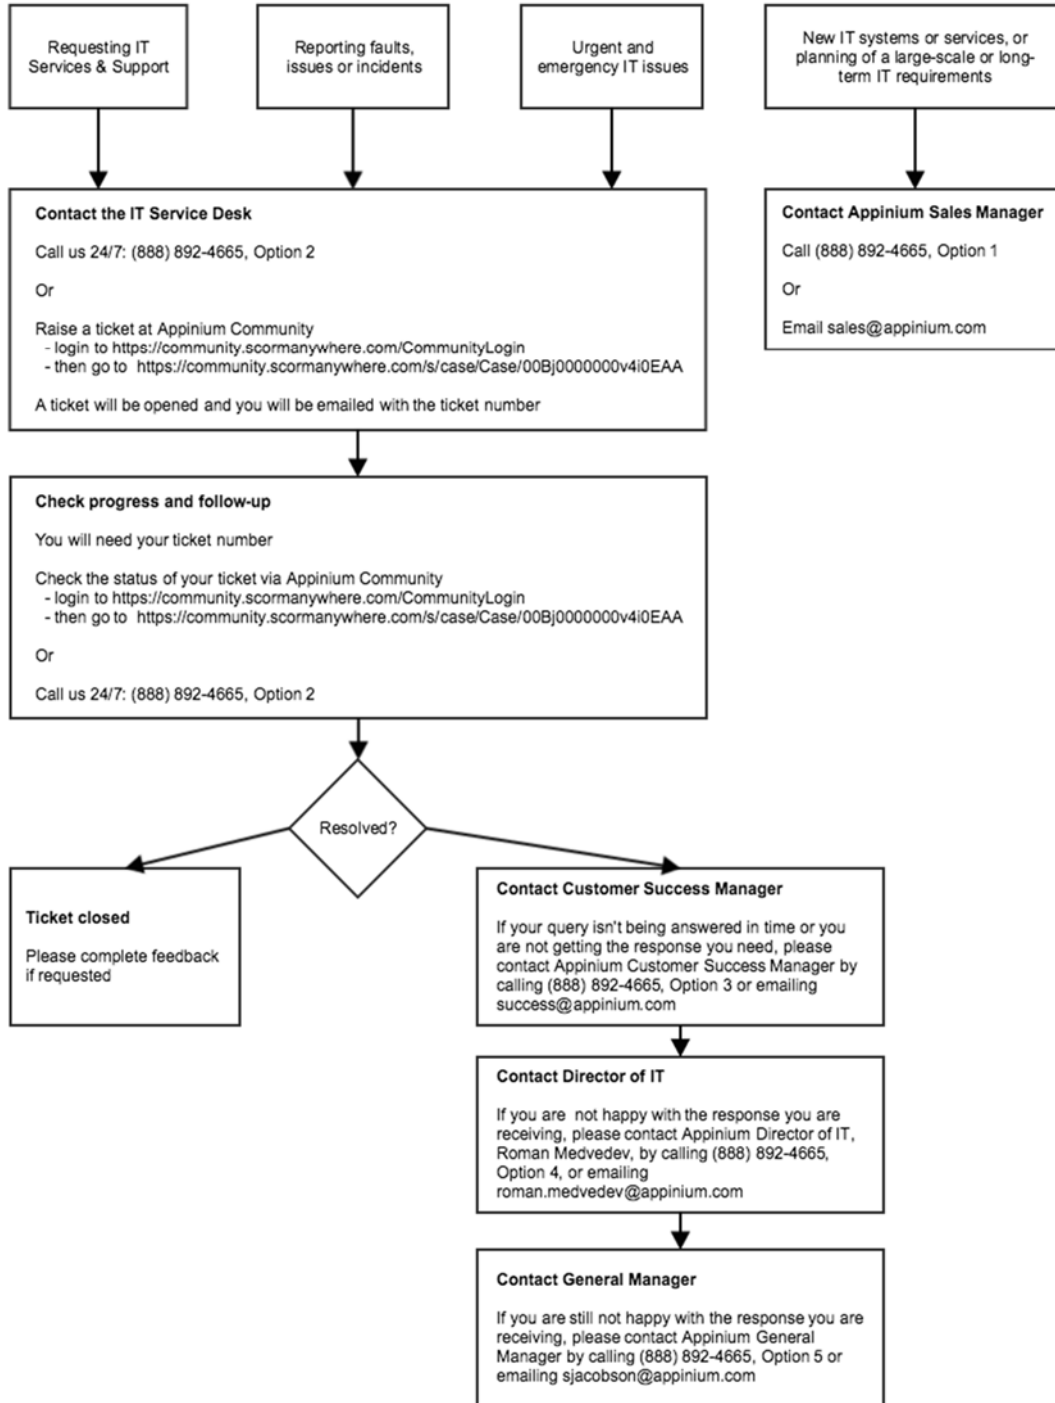 Requesting IT
Services & Support
Reporting faults,
issues or incidents
Urgent and
emergency IT issues
New IT systems or services, or
planning of a large-scale or long-
term IT requirements
Contact the IT Service Desk
Call us 24/7: (888) 892-4665, Option 2
Or
Raise a ticket at Appinium Community
- login to https://community.scormanywhere.com/CommunityLogin
- then go to https://community.scormanywhere.com/s/case/Case/00Bj0000000v4i0EAA
A ticket will be opened and you will be emailed with the ticket number
Contact Appinium Sales Manager
Call (888) 892-4665, Option 1
Or
Email sales@appinium.com
Check progress and follow-up
You will need your ticket number
Check the status of your ticket via Appinium Community
- login to https://community.scormanywhere.com/CommunityLogin
- then go to https://community.scormanywhere.com/s/case/Case/00Bj0000000v4i0EAA
Or
Call us 24/7: (888) 892-4665, Option 2
Resolved?
Ticket closed
Please complete feedback
if requested
Contact Customer Success Manager
If your query isn't being answered in time or you
are not getting the response you need, please
contact Appinium Customer Success Manager by
calling (888) 892-4665, Option 3 or emailing
success@appinium.com
Contact Director of IT
If you are not happy with the response you are
receiving, please contact Appinium Director of IT,
Roman Medvedev, by calling (888) 892-4665,
Option 4, or emailing
roman.medvedev@appinium.com
Contact General Manager
If you are still not happy with the response you are
receiving, please contact Appinium General
Manager by calling (888) 892-4665, Option 5 or
emailing sjacobson@appinium.com